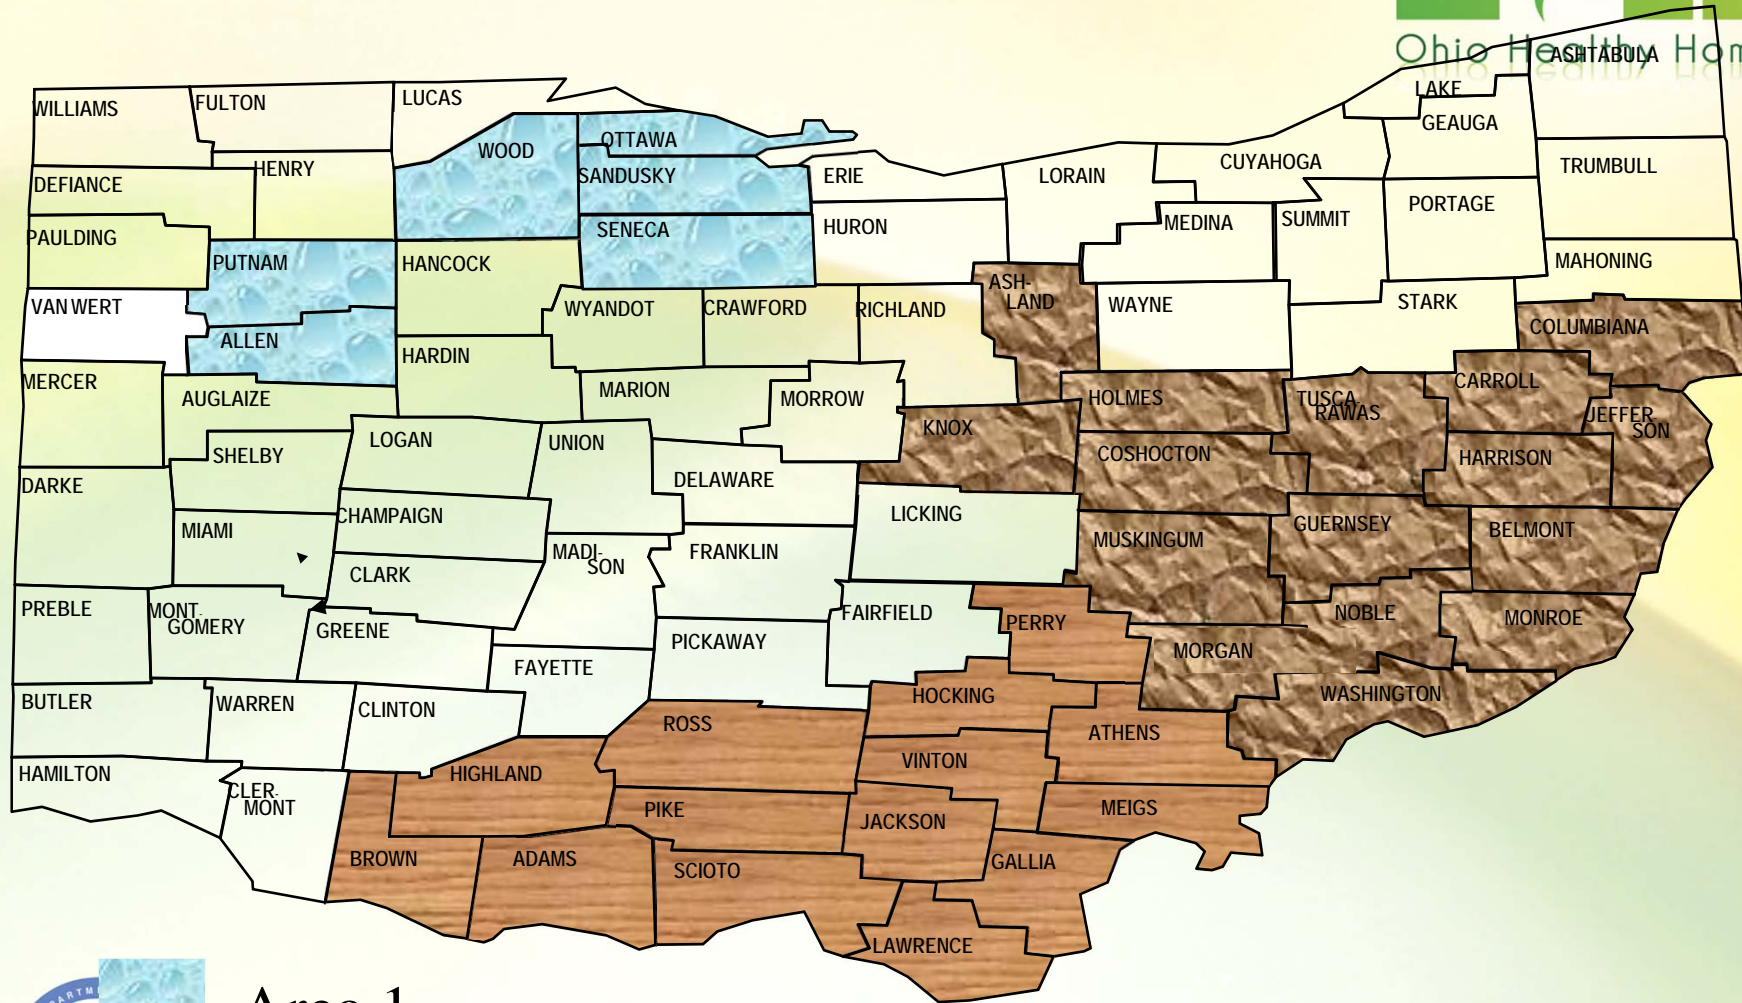 Ohio Healthy Hom
ASHTABULA
LAKE
GEAUGA
WILLIAMS
FULTON
LUCAS
WOOD
OTTAWA
CUYAHOGA
TRUMBULL
DEFIANCE
HENRY
SANDUSKY
ERIE
LORAIN
PORTAGE
PAULDING
SENECA
HURON
MEDINA
SUMMIT
PUTNAM
HANCOCK
MAHONING
VAN WERT
WYANDOT
CRAWFORD
RICHLAND
ASH-
LAND
WAYNE
STARK
COLUMBIANA
ALLEN
HARDIN
MERCER
AUGLAIZE
MARION
MORROW
HOLMES
TUSCA-
RAWAS
CARROLL
JEFFER
SON
KNOX
LOGAN
UNION
SHELBY
COSHOCTON
HARRISON
DARKE
DELAWARE
CHAMPAIGN
LICKING
MIAMI
MUSKINGUM
GUERNSEY
BELMONT
MADI-
SON
FRANKLIN
CLARK
PREBLE
MONT-
GOMERY
GREENE
FAIRFIELD
PERRY
NOBLE
MONROE
PICKAWAY
MORGAN
FAYETTE
BUTLER
WARREN
CLINTON
HOCKING
WASHINGTON
ROSS
ATHENS
HAMILTON
HIGHLAND
VINTON
CLER-
MONT
PIKE
JACKSON
MEIGS
BROWN
ADAMS
SCIOTO
GALLIA
LAWRENCE
ARTM
Area 1